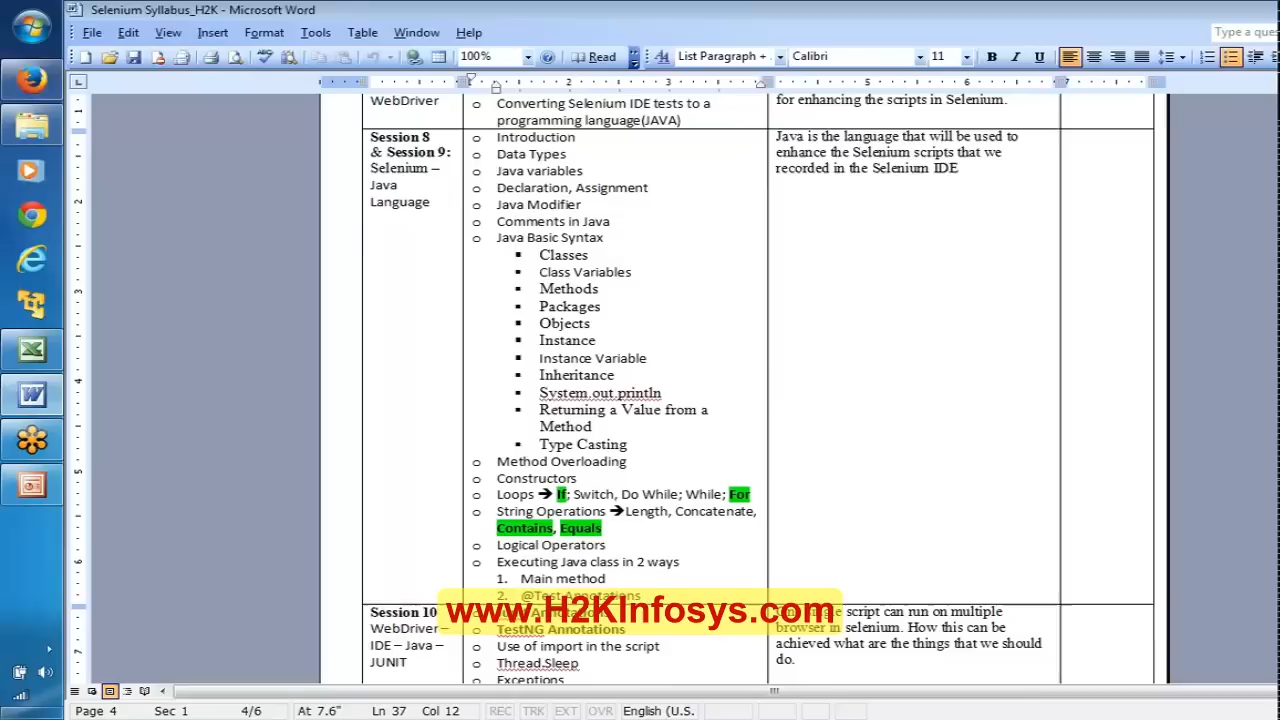 Selenium Syllabus_H2K - Microsoft Word
File Edit View Insert Format Tools Table Window Help
Type a ques
100% Read List Paragraph + Calibri 11 B I U
WebDriver
Converting Selenium IDE tests to a
programming language(JAVA)
for enhancing the scripts in Selenium.
Session 8
& Session 9:
Selenium –
Java
Language
o Introduction
o Data Types
o Java variables
o Declaration, Assignment
o Java Modifier
o Comments in Java
o Java Basic Syntax
▪ Classes
▪ Class Variables
▪ Methods
▪ Packages
▪ Objects
▪ Instance
▪ Instance Variable
▪ Inheritance
▪ System.out.println
▪ Returning a Value from a
Method
▪ Type Casting
o Method Overloading
o Constructors
o Loops ➔ If; Switch, Do While; While; For
o String Operations ➔Length, Concatenate,
Contains, Equals
o Logical Operators
o Executing Java class in 2 ways
1. Main method
2. @Test Annotations
Java is the language that will be used to
enhance the Selenium scripts that we
recorded in the Selenium IDE
www.H2KInfosys.com
Session 10
WebDriver –
IDE – Java –
JUNIT
o TestNG Annotations
o Use of import in the script
o Thread.Sleep
o Exceptions
script can run on multiple
browser in selenium. How this can be
achieved what are the things that we should
do.
Page 4 Sec 1 4/6 At 7.6" Ln 37 Col 12 REC TRK EXT OVR English (U.S.